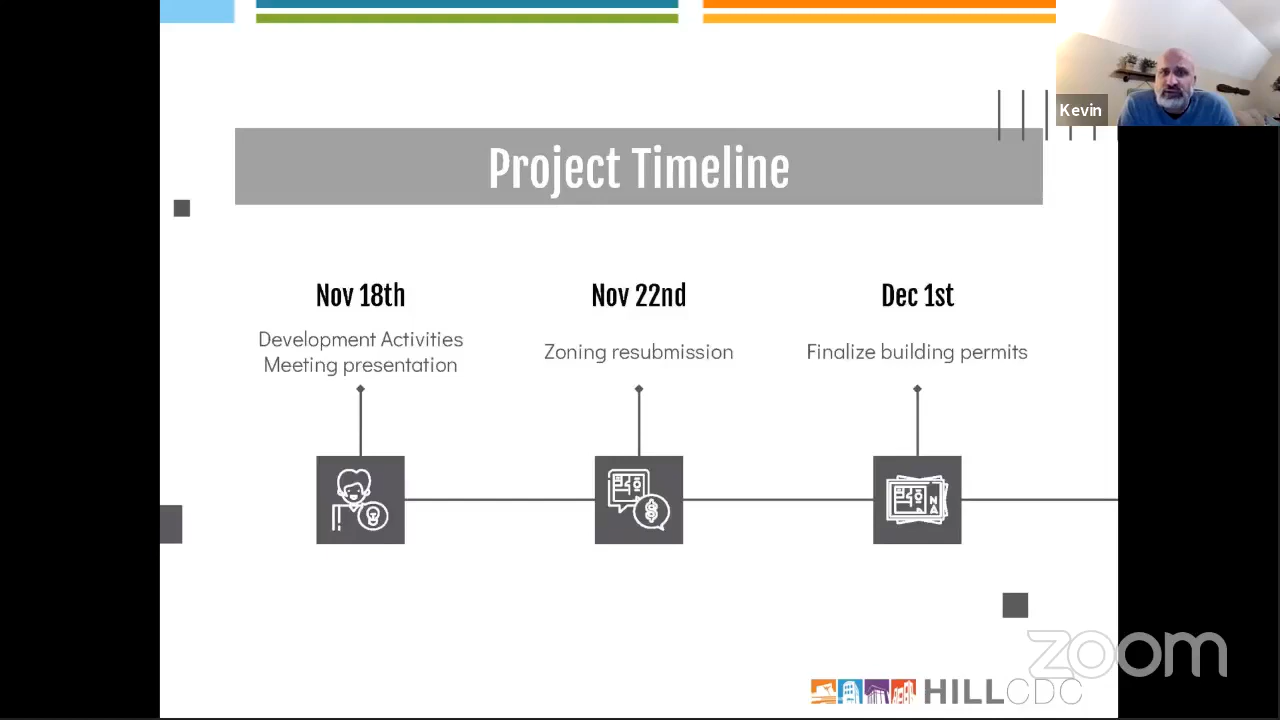 Kevin
Project Timeline
Nov 18th
Nov 22nd
Dec 1st
Development Activities
Meeting presentation
Zoning resubmission
Finalize building permits
$
N
A
zoom
HILLCDC